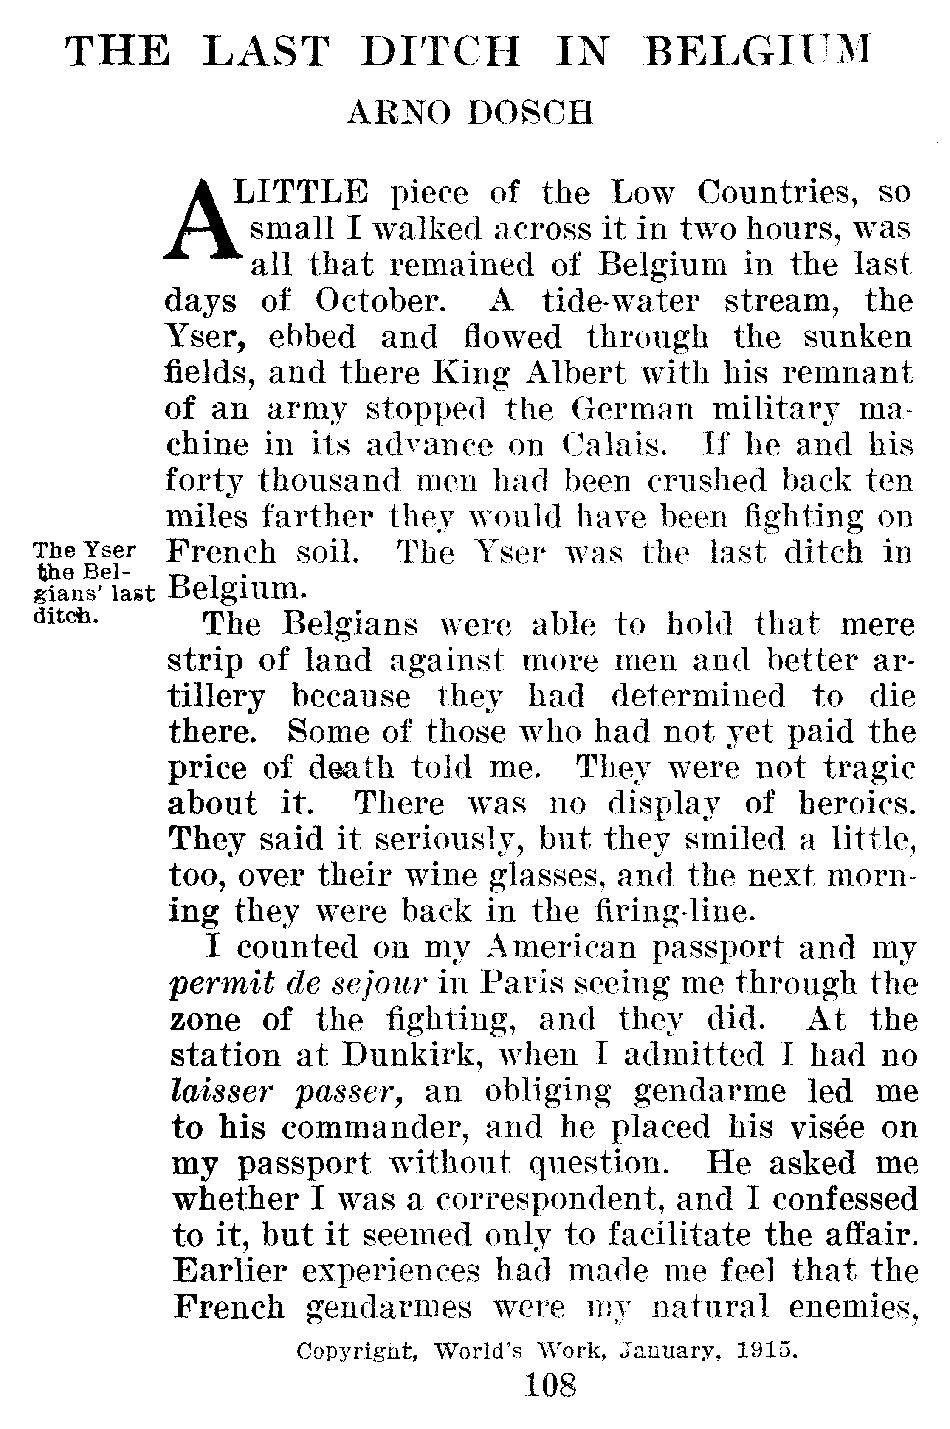 THE LAST DITCH IN BELGIUM
ARNO DOSCH
A LITTLE piece of the Low Countries, so
small I walked across it in two hours, was
all that remained of Belgium in the last
days of October. A tide-water stream, the
Yser, ebbed and flowed through the sunken
fields, and there King Albert with his remnant
of an army stopped the German military ma-
chine in its advance on Calais. If he and his
forty thousand men had been crushed back ten
miles farther they would have been fighting on
French soil. The Yser was the last ditch in
Belgium.
The Yser
the Bel-
gians' last
ditch.
The Belgians were able to hold that mere
strip of land against more men and better ar-
tillery because they had determined to die
there. Some of those who had not yet paid the
price of death told me. They were not tragic
about it. There was no display of heroics.
They said it seriously, but they smiled a little,
too, over their wine glasses, and the next morn-
ing they were back in the firing-line.
I counted on my American passport and my
permit de sejour in Paris seeing me through the
zone of the fighting, and they did. At the
station at Dunkirk, when I admitted I had no
laisser passer, an obliging gendarme led me
to his commander, and he placed his visée on
my passport without question. He asked me
whether I was a correspondent, and I confessed
to it, but it seemed only to facilitate the affair.
Earlier experiences had made me feel that the
French gendarmes were my natural enemies,
Copyright, World's Work, January, 1915.
108